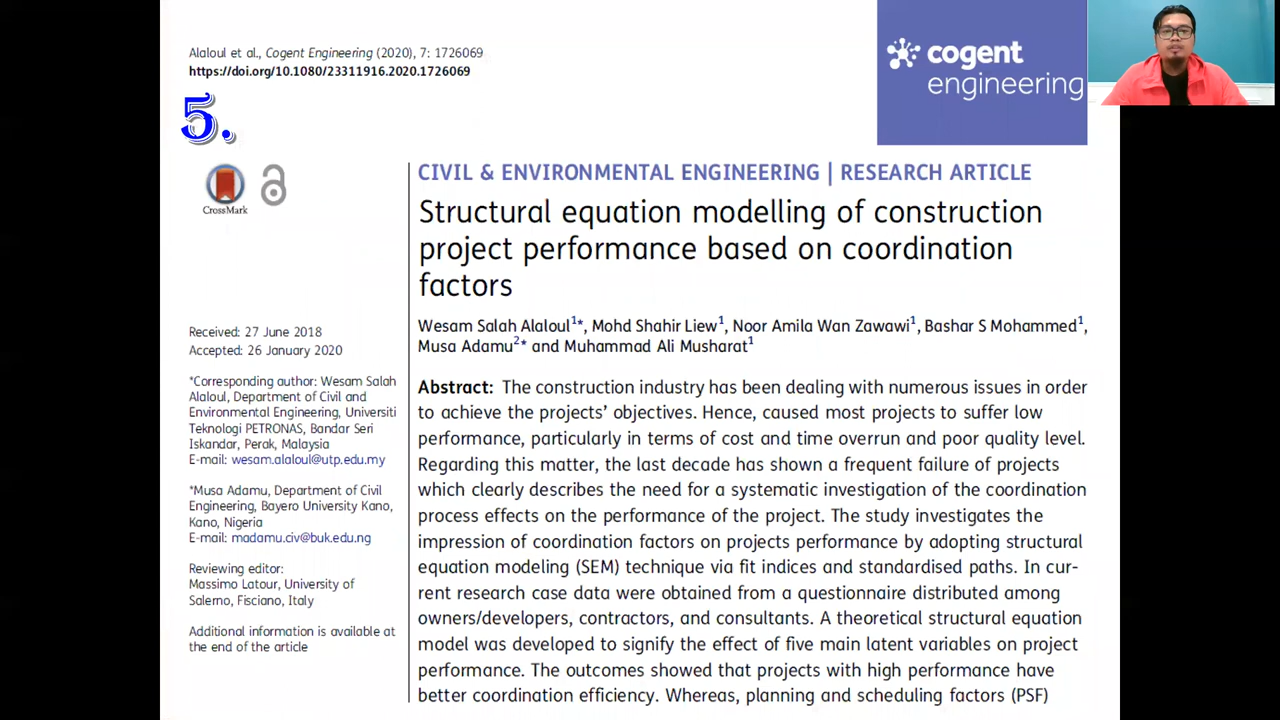 Alaloul et al., Cogent Engineering (2020), 7: 1726069
https://doi.org/10.1080/23311916.2020.1726069
cogent
engineering
5.
CrossMark
Received: 27 June 2018
Accepted: 26 January 2020
*Corresponding author: Wesam Salah
Alaloul, Department of Civil and
Environmental Engineering, Universiti
Teknologi PETRONAS, Bandar Seri
Iskandar, Perak, Malaysia
E-mail: wesam.alaloul@utp.edu.my
*Musa Adamu, Department of Civil
Engineering, Bayero University Kano,
Kano, Nigeria
E-mail: madamu.civ@buk.edu.ng
Reviewing editor:
Massimo Latour, University of
Salerno, Fisciano, Italy
Additional information is available at
the end of the article
CIVIL & ENVIRONMENTAL ENGINEERING | RESEARCH ARTICLE
Structural equation modelling of construction
project performance based on coordination
factors
Wesam Salah Alaloul1*, Mohd Shahir Liew1, Noor Amila Wan Zawawi1, Bashar S Mohammed1,
Musa Adamu2* and Muhammad Ali Musharat1
Abstract: The construction industry has been dealing with numerous issues in order
to achieve the projects' objectives. Hence, caused most projects to suffer low
performance, particularly in terms of cost and time overrun and poor quality level.
Regarding this matter, the last decade has shown a frequent failure of projects
which clearly describes the need for a systematic investigation of the coordination
process effects on the performance of the project. The study investigates the
impression of coordination factors on projects performance by adopting structural
equation modeling (SEM) technique via fit indices and standardised paths. In cur-
rent research case data were obtained from a questionnaire distributed among
owners/developers, contractors, and consultants. A theoretical structural equation
model was developed to signify the effect of five main latent variables on project
performance. The outcomes showed that projects with high performance have
better coordination efficiency. Whereas, planning and scheduling factors (PSF)